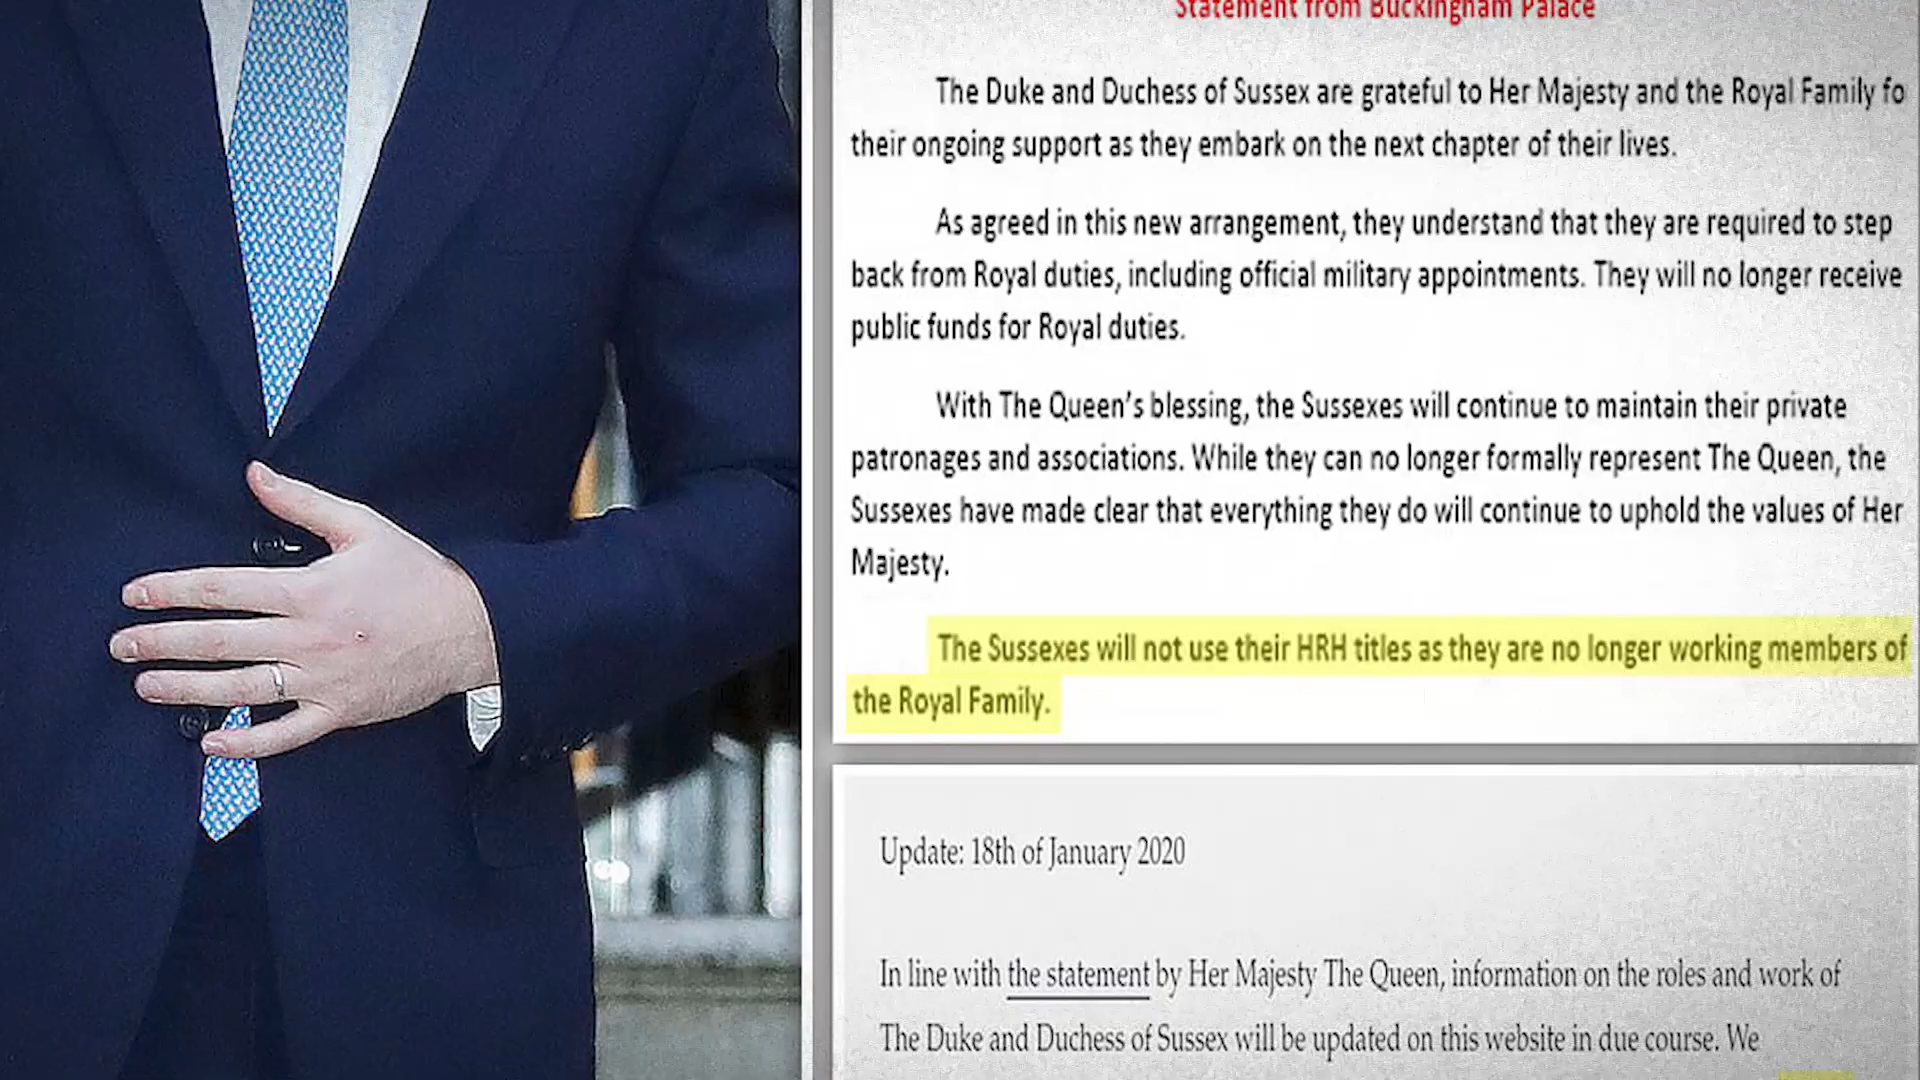 Statement from Buckingham Palace
The Duke and Duchess of Sussex are grateful to Her Majesty and the Royal Family fo
their ongoing support as they embark on the next chapter of their lives.
As agreed in this new arrangement, they understand that they are required to step
back from Royal duties, including official military appointments. They will no longer receive
public funds for Royal duties.
With The Queen's blessing, the Sussexes will continue to maintain their private
patronages and associations. While they can no longer formally represent The Queen, the
Sussexes have made clear that everything they do will continue to uphold the values of Her
Majesty.
The Sussexes will not use their HRH titles as they are no longer working members of
the Royal Family.
Update: 18th of January 2020
In line with the statement by Her Majesty The Queen, information on the roles and work of
The Duke and Duchess of Sussex will be updated on this website in due course. We